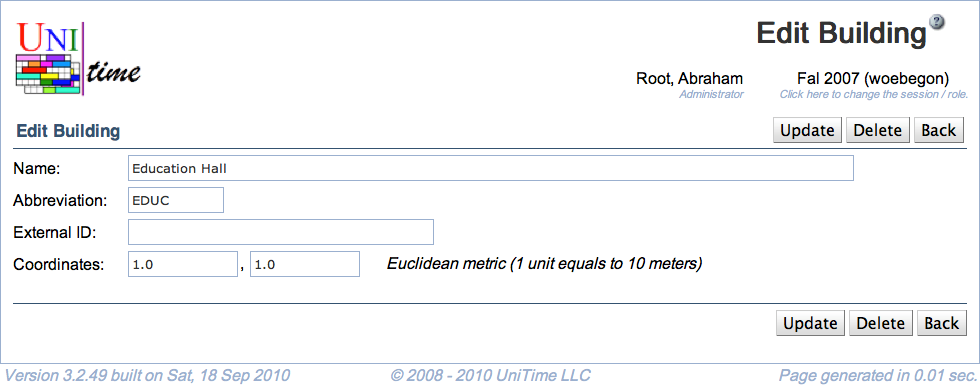 UNI
time
Edit Building ?
Root, Abraham
Administrator
Fal 2007 (woebegon)
Click here to change the session / role.
Edit Building
Update Delete Back
Name: Education Hall
Abbreviation: EDUC
External ID:
Coordinates: 1.0 , 1.0 Euclidean metric (1 unit equals to 10 meters)
Update Delete Back
Version 3.2.49 built on Sat, 18 Sep 2010 © 2008 - 2010 UniTime LLC Page generated in 0.01 sec.